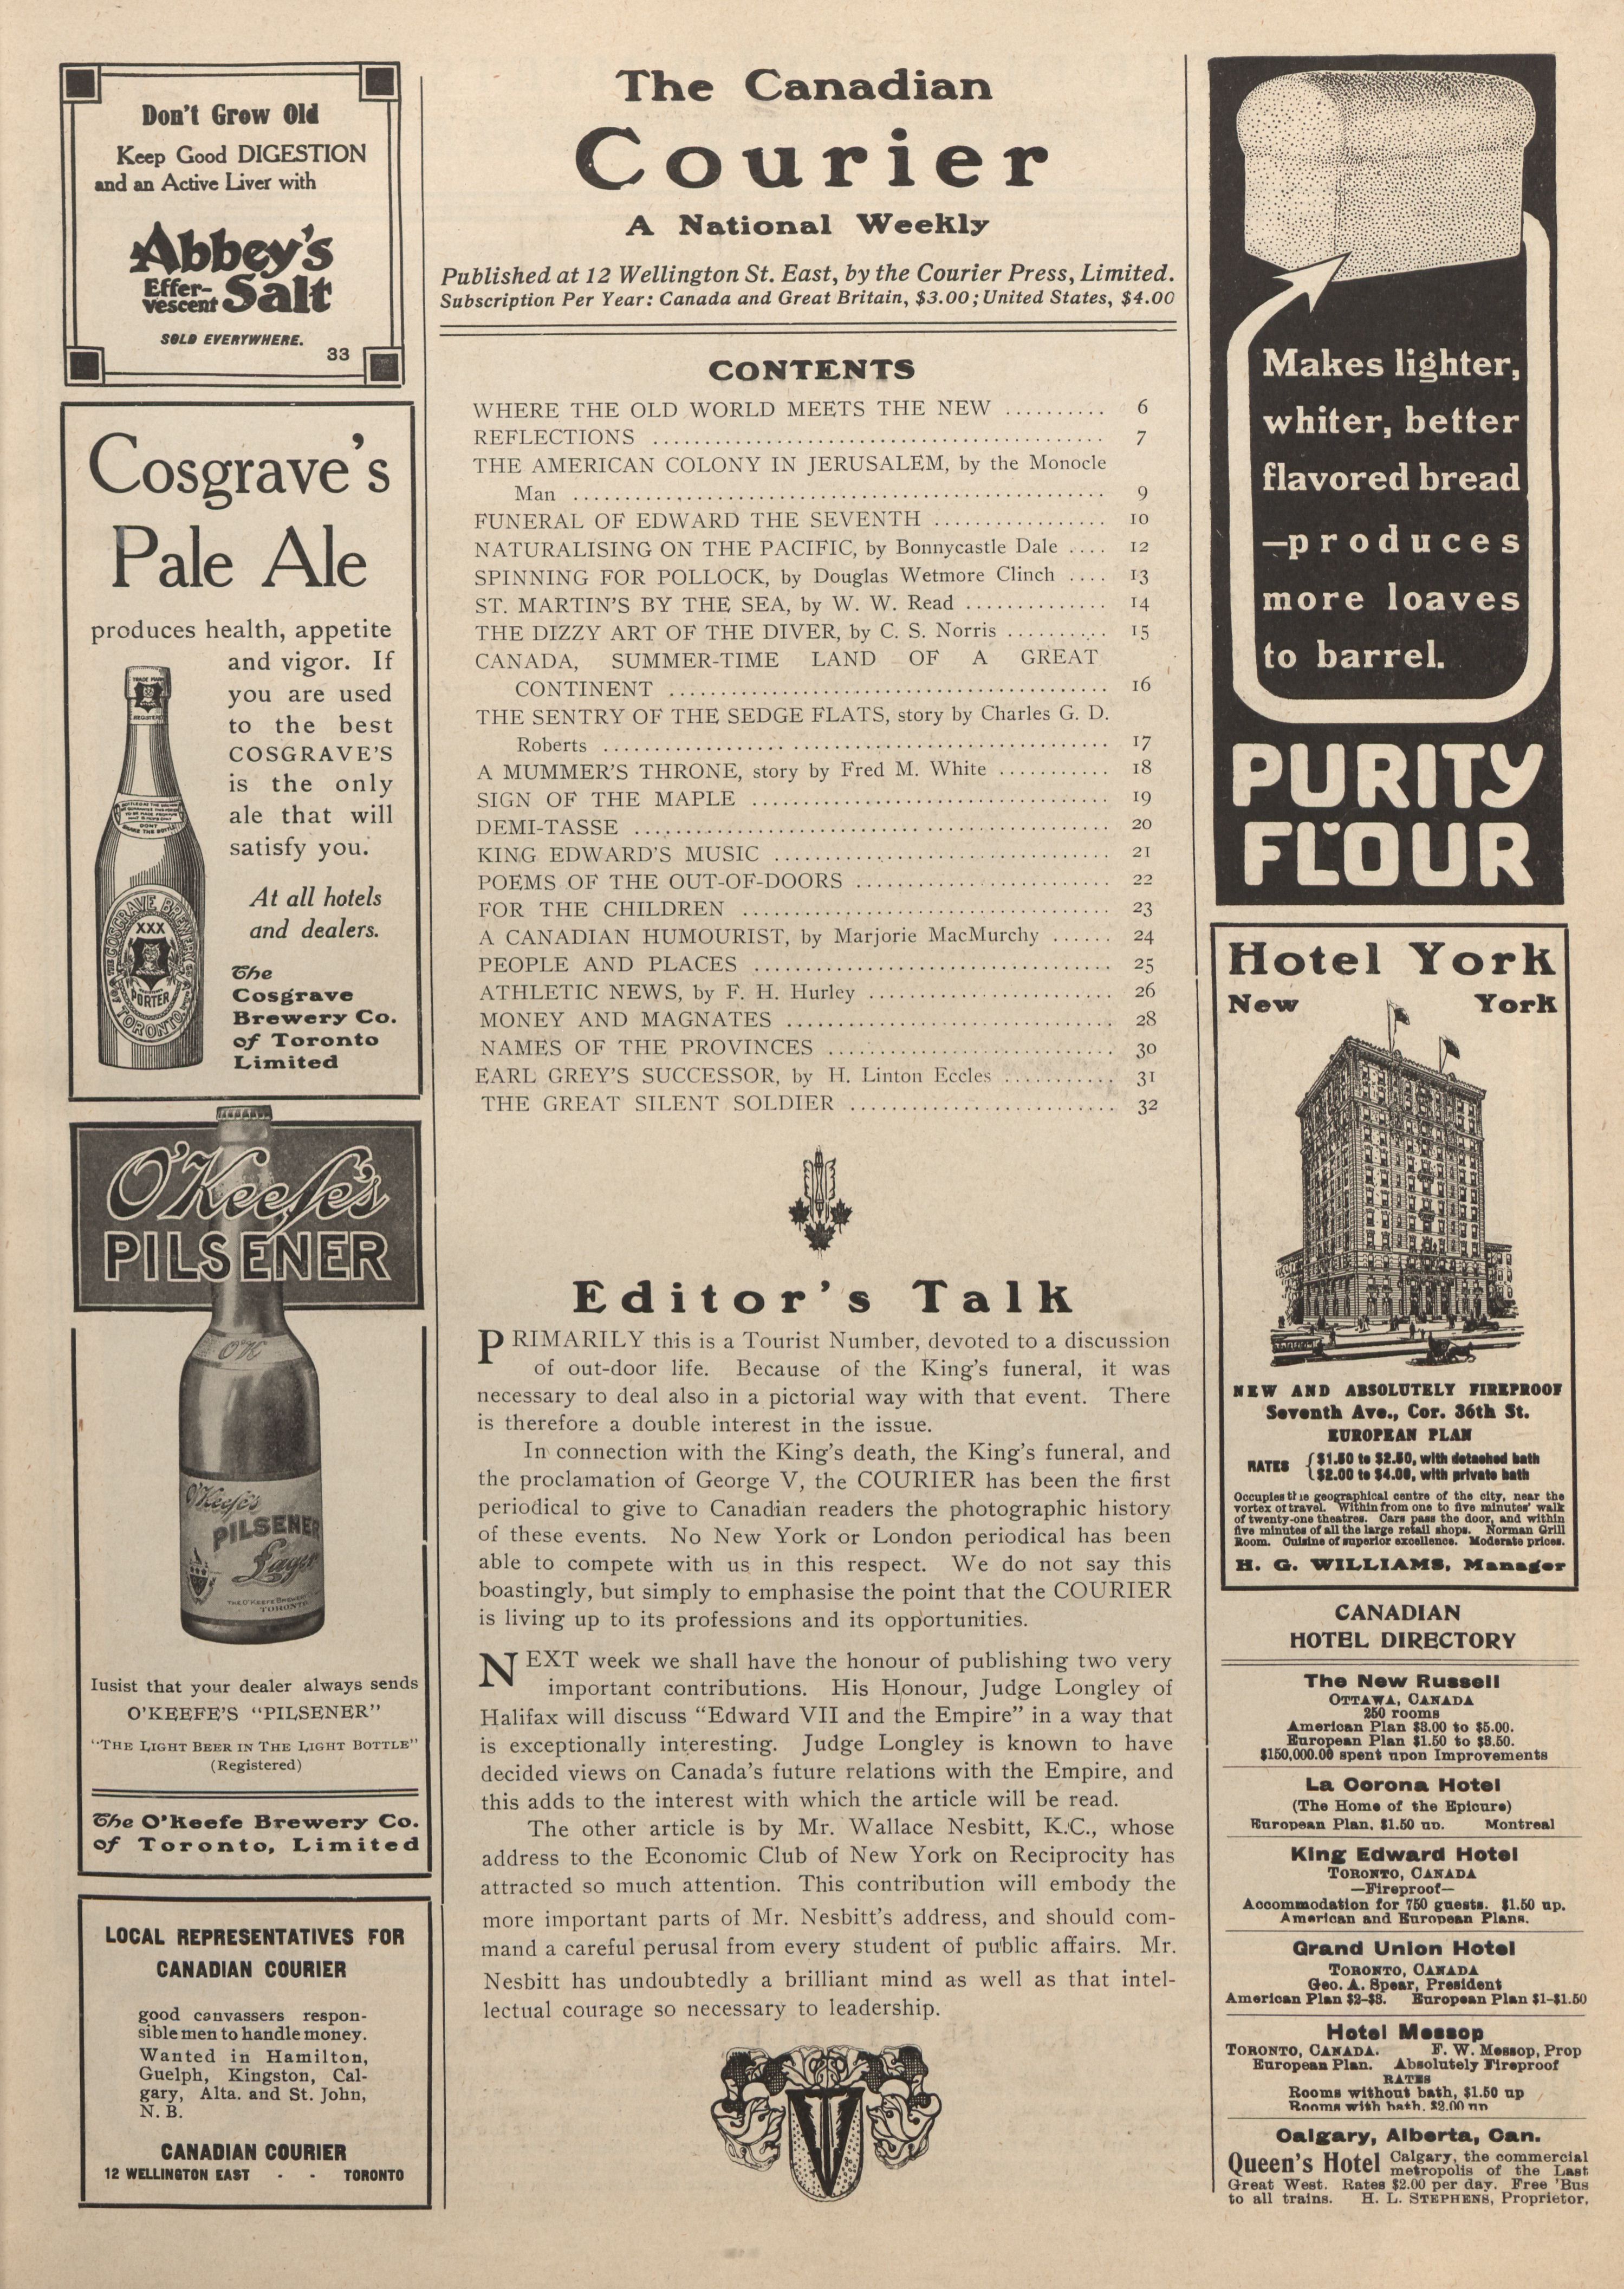 Don't Grow Old
Keep Good DIGESTION
and an Active Liver with
Abbey's
Effer-
vescent Salt
SOLD EVERYWHERE.
33
Cosgrave's
Pale Ale
produces health, appetite
and vigor. If
you are used
to the best
COSGRAVE'S
is the only
ale that will
satisfy you.
At all hotels
and dealers.
The
Cosgrave
Brewery Co.
of Toronto
Limited
TRADE MARK
REGISTERED
THE COSGRAVE BREWERY CO.
XXX
PORTER
OF TORONTO.
O'Keefe's
PILSENER
OK
O'Keefe's
PILSENER
Lager
THE O'KEEFE BREWERY
TORONTO
Iusist that your dealer always sends
O'KEEFE'S "PILSENER"
"THE LIGHT BEER IN THE LIGHT BOTTLE"
(Registered)
The O'Keefe Brewery Co.
of Toronto, Limited
LOCAL REPRESENTATIVES FOR
CANADIAN COURIER
good canvassers respon-
sible men to handle money.
Wanted in Hamilton,
Guelph, Kingston, Cal-
gary, Alta. and St. John,
N. B.
CANADIAN COURIER
12 WELLINGTON EAST - - TORONTO
The Canadian
Courier
A National Weekly
Published at 12 Wellington St. East, by the Courier Press, Limited.
Subscription Per Year: Canada and Great Britain, $3.00; United States, $4.00
CONTENTS
WHERE THE OLD WORLD MEETS THE NEW .......... 6
REFLECTIONS .......... 7
THE AMERICAN COLONY IN JERUSALEM, by the Monocle
Man .......... 9
FUNERAL OF EDWARD THE SEVENTH .......... 10
NATURALISING ON THE PACIFIC, by Bonnycastle Dale .... 12
SPINNING FOR POLLOCK, by Douglas Wetmore Clinch .... 13
ST. MARTIN'S BY THE SEA, by W. W. Read .......... 14
THE DIZZY ART OF THE DIVER, by C. S. Norris .......... 15
CANADA, SUMMER-TIME LAND OF A GREAT
CONTINENT .......... 16
THE SENTRY OF THE SEDGE FLATS, story by Charles G. D.
Roberts .......... 17
A MUMMER'S THRONE, story by Fred M. White .......... 18
SIGN OF THE MAPLE .......... 19
DEMI-TASSE .......... 20
KING EDWARD'S MUSIC .......... 21
POEMS OF THE OUT-OF-DOORS .......... 22
FOR THE CHILDREN .......... 23
A CANADIAN HUMOURIST, by Marjorie MacMurchy ...... 24
PEOPLE AND PLACES .......... 25
ATHLETIC NEWS, by F. H. Hurley .......... 26
MONEY AND MAGNATES .......... 28
NAMES OF THE PROVINCES .......... 30
EARL GREY'S SUCCESSOR, by H. Linton Eccles .......... 31
THE GREAT SILENT SOLDIER .......... 32
Editor's Talk
PRIMARILY this is a Tourist Number, devoted to a discussion
of out-door life. Because of the King's funeral, it was
necessary to deal also in a pictorial way with that event. There
is therefore a double interest in the issue.
In connection with the King's death, the King's funeral, and
the proclamation of George V, the COURIER has been the first
periodical to give to Canadian readers the photographic history
of these events. No New York or London periodical has been
able to compete with us in this respect. We do not say this
boastingly, but simply to emphasise the point that the COURIER
is living up to its professions and its opportunities.
NEXT week we shall have the honour of publishing two very
important contributions. His Honour, Judge Longley of
Halifax will discuss "Edward VII and the Empire" in a way that
is exceptionally interesting. Judge Longley is known to have
decided views on Canada's future relations with the Empire, and
this adds to the interest with which the article will be read.
The other article is by Mr. Wallace Nesbitt, K.C., whose
address to the Economic Club of New York on Reciprocity has
attracted so much attention. This contribution will embody the
more important parts of Mr. Nesbitt's address, and should com-
mand a careful perusal from every student of public affairs. Mr.
Nesbitt has undoubtedly a brilliant mind as well as that intel-
lectual courage so necessary to leadership.
Makes lighter,
whiter, better
flavored bread
—produces
more loaves
to barrel.
PURITY
FLOUR
Hotel York
New York
NEW AND ABSOLUTELY FIREPROOF
Seventh Ave., Cor. 36th St.
EUROPEAN PLAN
RATES { $1.50 to $2.50, with detached bath
$2.00 to $4.00, with private bath
Occupies the geographical centre of the city, near the
vortex of travel. Within from one to five minutes' walk
of twenty-one theatres. Cars pass the door, and within
five minutes of all the large retail shops. Norman Grill
Room. Cuisine of superior excellence. Moderate prices.
H. G. WILLIAMS, Manager
CANADIAN
HOTEL DIRECTORY
The New Russell
OTTAWA, CANADA
250 rooms
American Plan $3.00 to $5.00.
European Plan $1.50 to $3.50.
$150,000.00 spent upon Improvements
La Corona Hotel
(The Home of the Epicure)
European Plan, $1.50 up. Montreal
King Edward Hotel
TORONTO, CANADA
—Fireproof—
Accommodation for 750 guests. $1.50 up.
American and European Plans.
Grand Union Hotel
TORONTO, CANADA
Geo. A. Spear, President
American Plan $2-$3. European Plan $1-$1.50
Hotel Mossop
TORONTO, CANADA. F. W. Mossop, Prop
European Plan. Absolutely Fireproof
RATES
Rooms without bath, $1.50 up
Rooms with bath, $2.00 up
Calgary, Alberta, Can.
Queen's Hotel Calgary, the commercial
metropolis of the Last
Great West. Rates $2.00 per day. Free 'Bus
to all trains. H. L. STEPHENS, Proprietor.